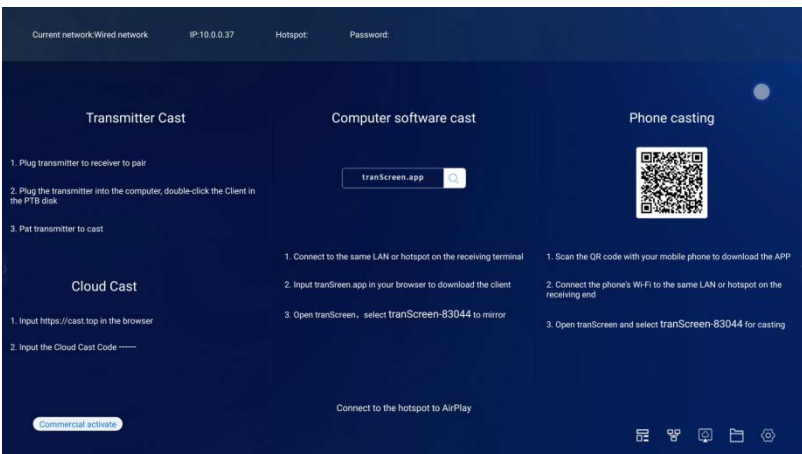 Current network:Wired network IP:10.0.0.37 Hotspot: Password:
Transmitter Cast
1. Plug transmitter to receiver to pair
2. Plug the transmitter into the computer, double-click the Client in
the PTB disk
3. Pat transmitter to cast
Cloud Cast
1. Input https://cast.top in the browser
2. Input the Cloud Cast Code ------
Commercial activate
Computer software cast
tranScreen.app
1. Connect to the same LAN or hotspot on the receiving terminal
2. Input tranSreen.app in your browser to download the client
3. Open tranScreen，select tranScreen-83044 to mirror
Connect to the hotspot to AirPlay
Phone casting
1. Scan the QR code with your mobile phone to download the APP
2. Connect the phone's Wi-Fi to the same LAN or hotspot on the
receiving end
3. Open tranScreen and select tranScreen-83044 for casting